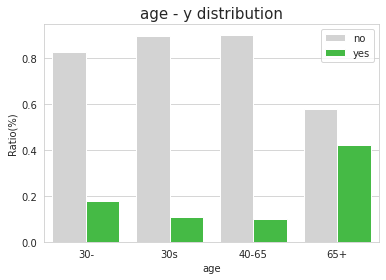 age - y distribution
no
yes
Ratio(%)
0.8
0.6
0.4
0.2
0.0
30-
30s
40-65
65+
age